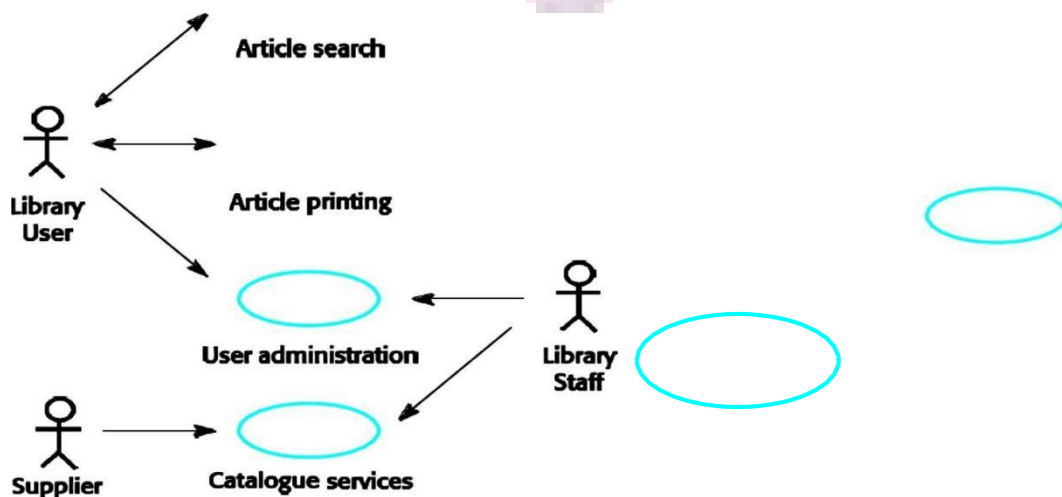 Article search
Article printing
Library
User
User administration
Library
Staff
Catalogue services
Supplier